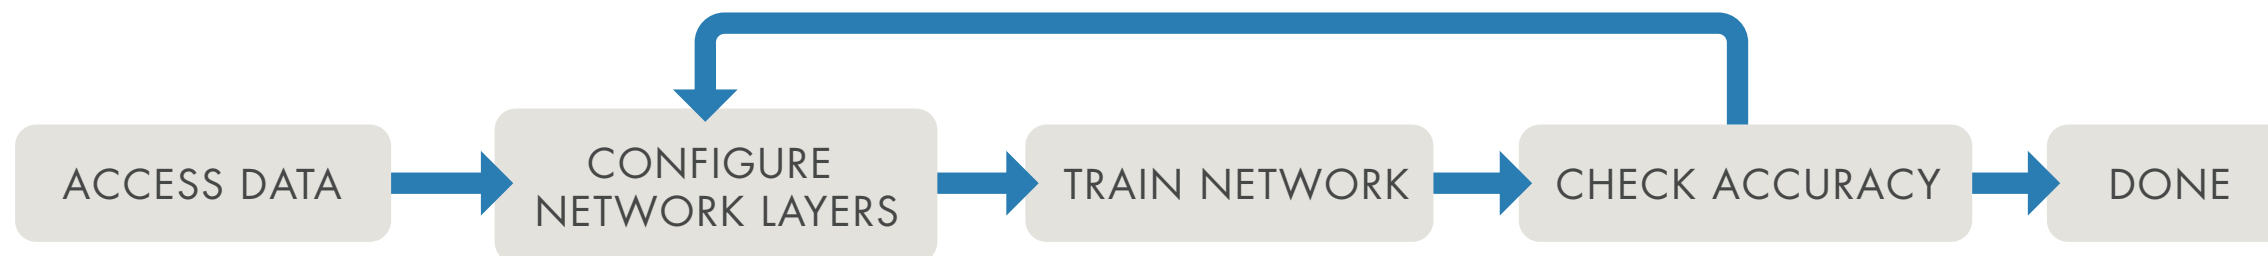 ACCESS DATA
CONFIGURE
NETWORK LAYERS
TRAIN NETWORK
CHECK ACCURACY
DONE